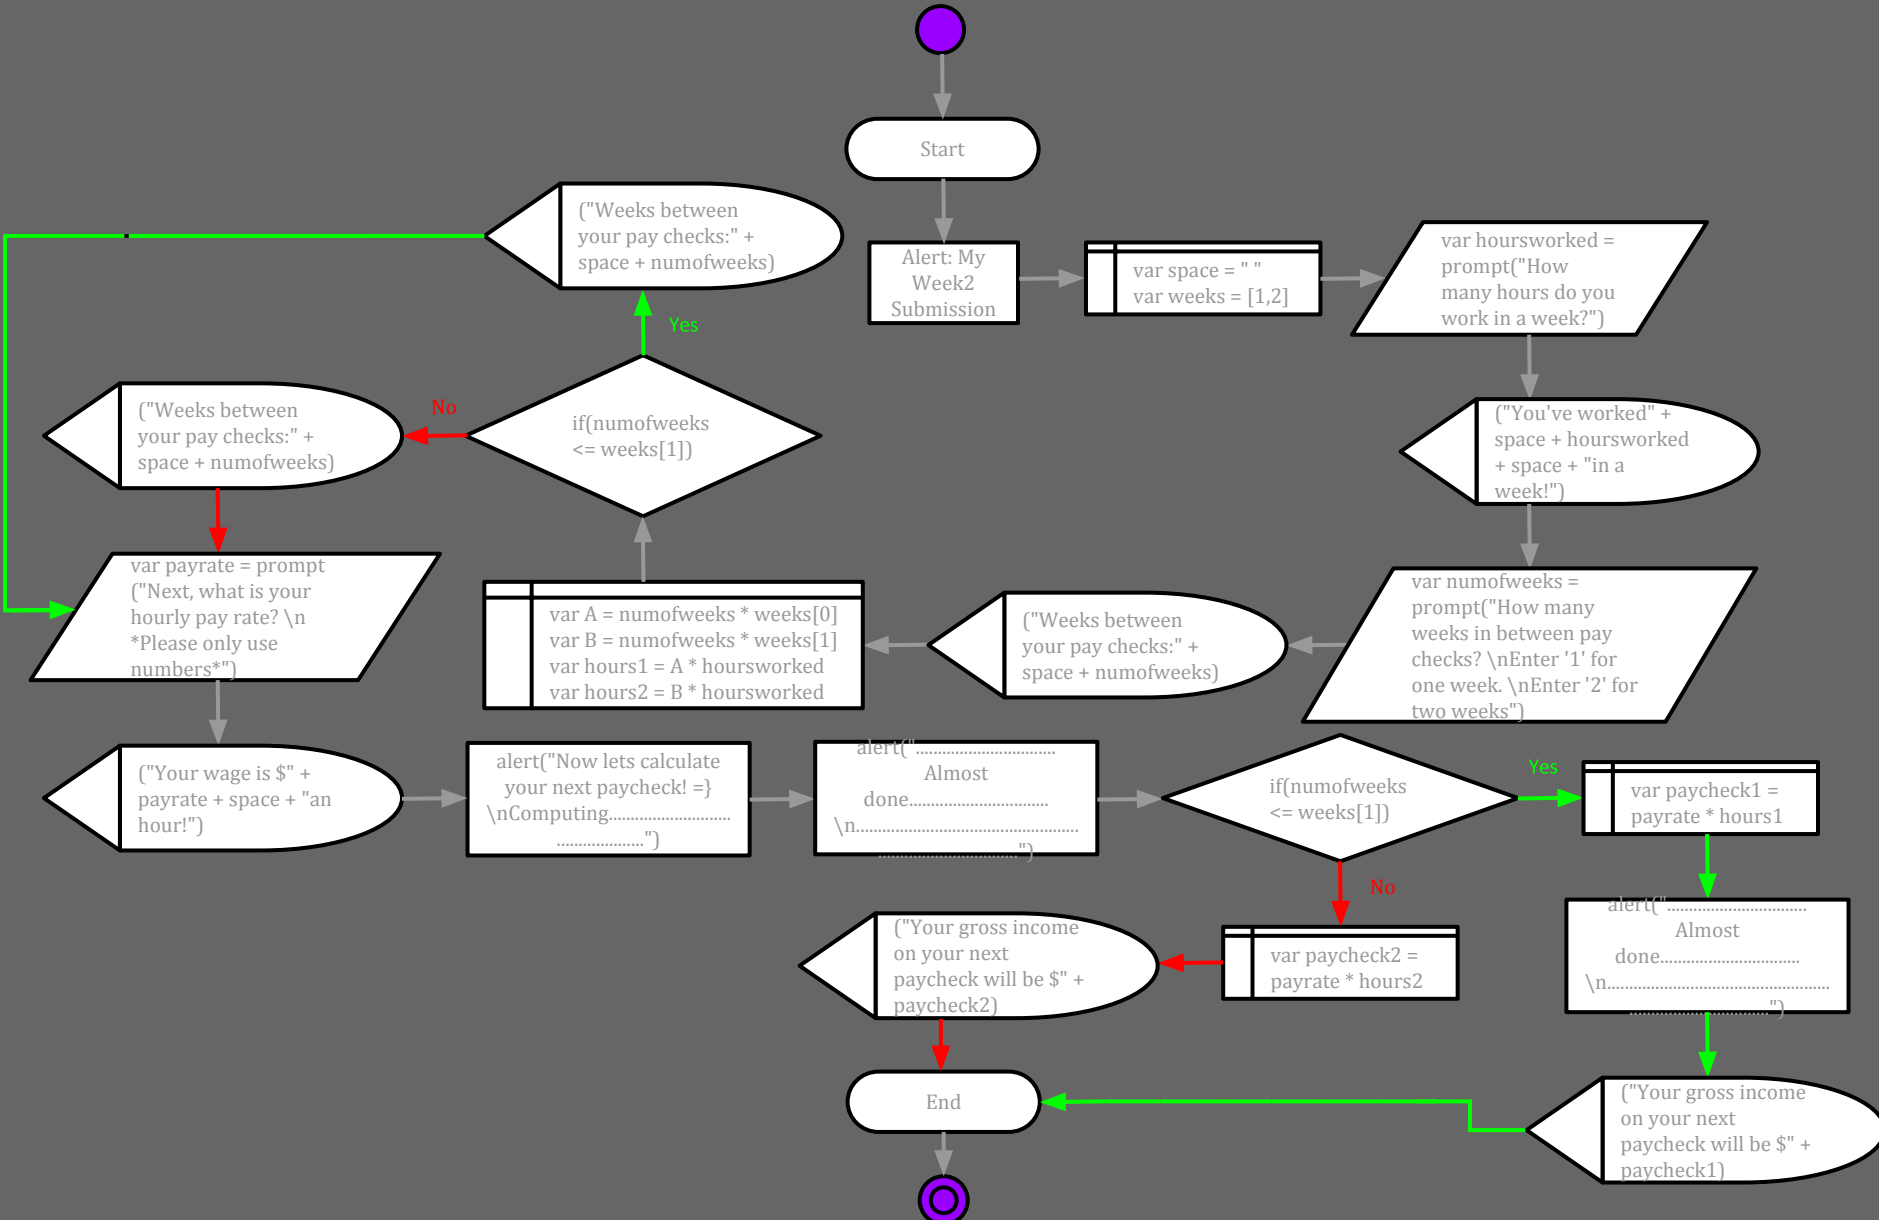 Start
Alert: My
Week2
Submission
var space = " "
var weeks = [1,2]
var hoursworked =
prompt("How
many hours do you
work in a week?")
("You've worked" +
space + hoursworked
+ space + "in a
week!")
var numofweeks =
prompt("How many
weeks in between pay
checks? \nEnter '1' for
one week. \nEnter '2' for
two weeks")
("Weeks between
your pay checks:" +
space + numofweeks)
var A = numofweeks * weeks[0]
var B = numofweeks * weeks[1]
var hours1 = A * hoursworked
var hours2 = B * hoursworked
if(numofweeks
<= weeks[1])
Yes
("Weeks between
your pay checks:" +
space + numofweeks)
No
("Weeks between
your pay checks:" +
space + numofweeks)
var payrate = prompt
("Next, what is your
hourly pay rate? \n
*Please only use
numbers*")
("Your wage is $" +
payrate + space + "an
hour!")
alert("Now lets calculate
your next paycheck! =}
\nComputing............................
....................")
alert("................................
Almost
done................................
\n...................................................
................................")
if(numofweeks
<= weeks[1])
Yes
var paycheck1 =
payrate * hours1
alert("................................
Almost
done................................
\n...................................................
................................")
("Your gross income
on your next
paycheck will be $" +
paycheck1)
No
var paycheck2 =
payrate * hours2
("Your gross income
on your next
paycheck will be $" +
paycheck2)
End